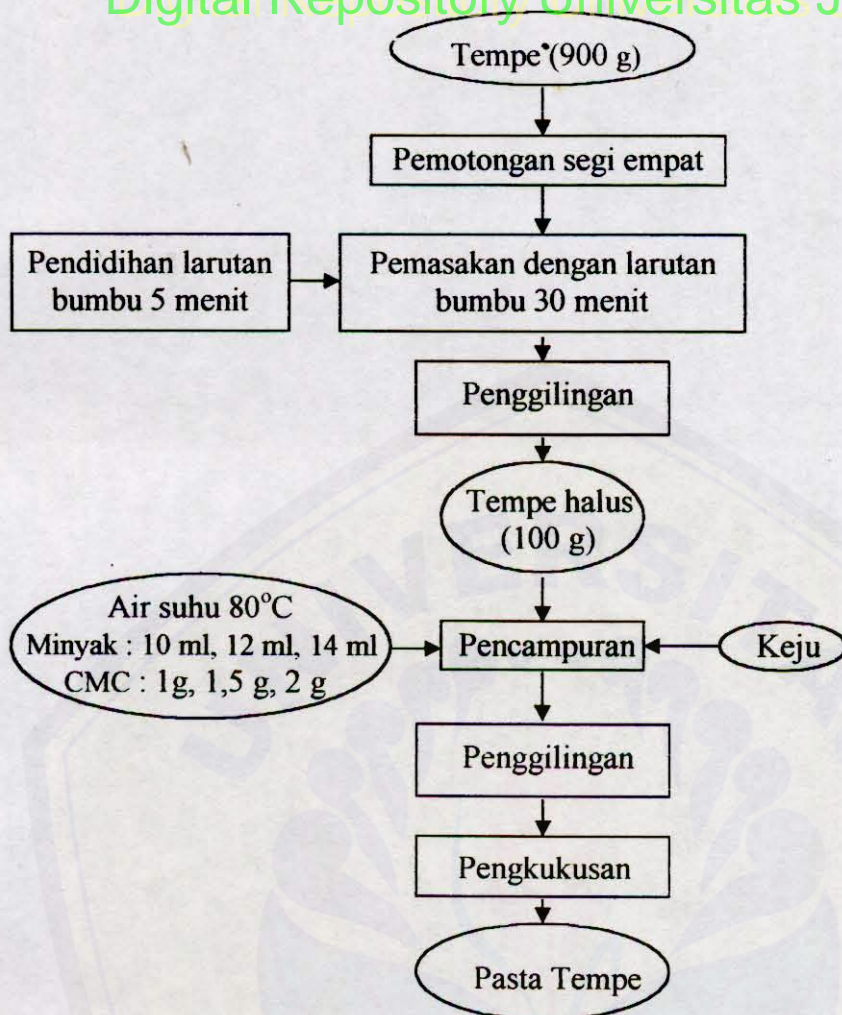 Digital Repository Universitas J
Tempe (900 g)
Pemotongan segi empat
Pendidihan larutan
bumbu 5 menit
Pemasakan dengan larutan
bumbu 30 menit
Penggilingan
Tempe halus
(100 g)
Air suhu 80°C
Minyak : 10 ml, 12 ml, 14 ml
CMC : 1g, 1,5 g, 2 g
Pencampuran
Keju
Penggilingan
Pengkukusan
Pasta Tempe
UNIVERSITA